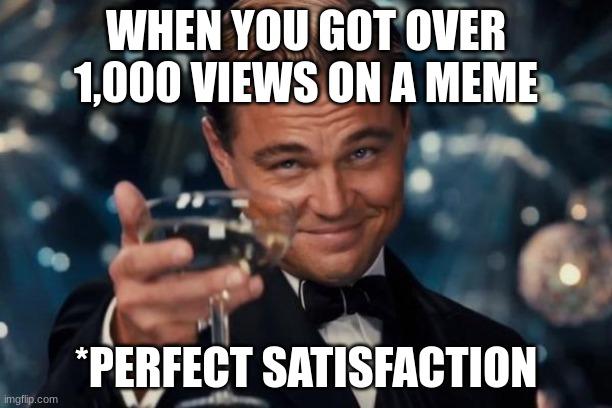 WHEN YOU GOT OVER
1,000 VIEWS ON A MEME
*PERFECT SATISFACTION
imgflip.com